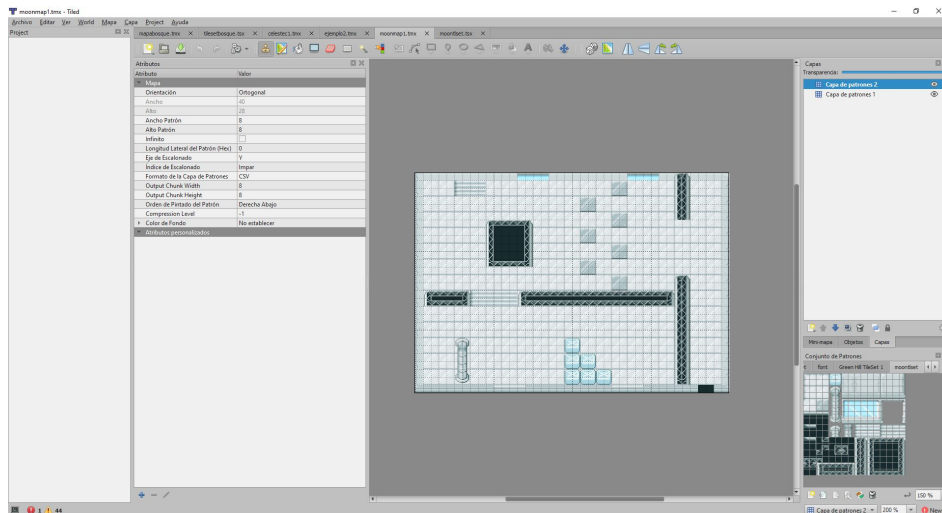 moonmap1.tmx - Tiled
Archivo Editar Ver World Mapa Capa Project Ayuda
Project
mapabosque.tmx
tilesetbosque.tsx
celestec1.tmx
ejemplo2.tmx
moonmap1.tmx
moontlset.tsx
Atributos
Atributo Valor
Mapa
Orientación Ortogonal
Ancho 40
Alto 28
Ancho Patrón 8
Alto Patrón 8
Infinito
Longitud Lateral del Patrón (Hex) 0
Eje de Escalonado Y
Índice de Escalonado Impar
Formato de la Capa de Patrones CSV
Output Chunk Width 8
Output Chunk Height 8
Orden de Pintado del Patrón Derecha Abajo
Compression Level -1
Color de Fondo No establecer
Atributos personalizados
Capas
Transparencia:
Capa de patrones 2
Capa de patrones 1
Mini-mapa Objetos Capas
Conjunto de Patrones
t font Green Hill TileSet 1 moontlset
150 %
1 44
Capa de patrones 2 200 % New